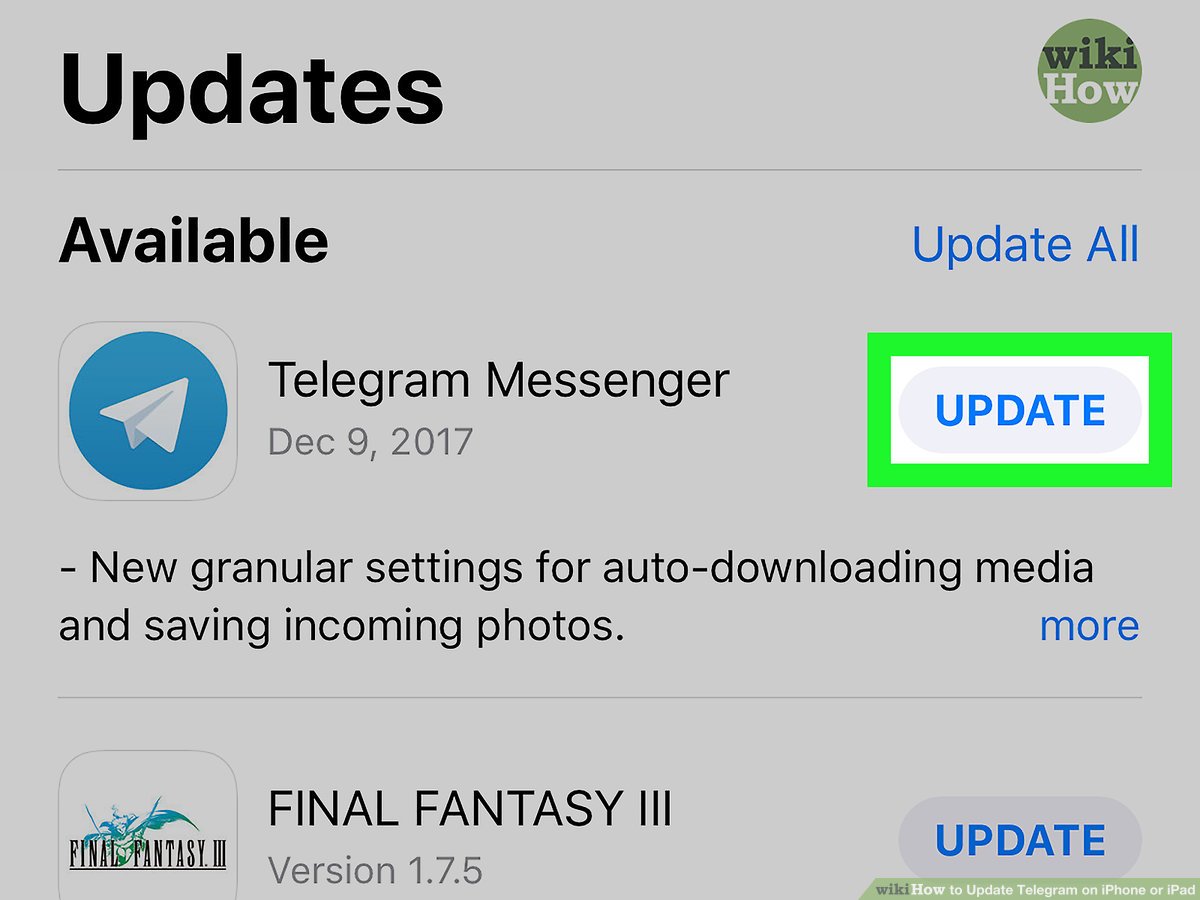 Updates
wiki
How
Available
Update All
Telegram Messenger
Dec 9, 2017
UPDATE
- New granular settings for auto-downloading media
and saving incoming photos.
more
FINAL FANTASY III
FINAL FANTASY III
Version 1.7.5
UPDATE
wikiHow to Update Telegram on iPhone or iPad